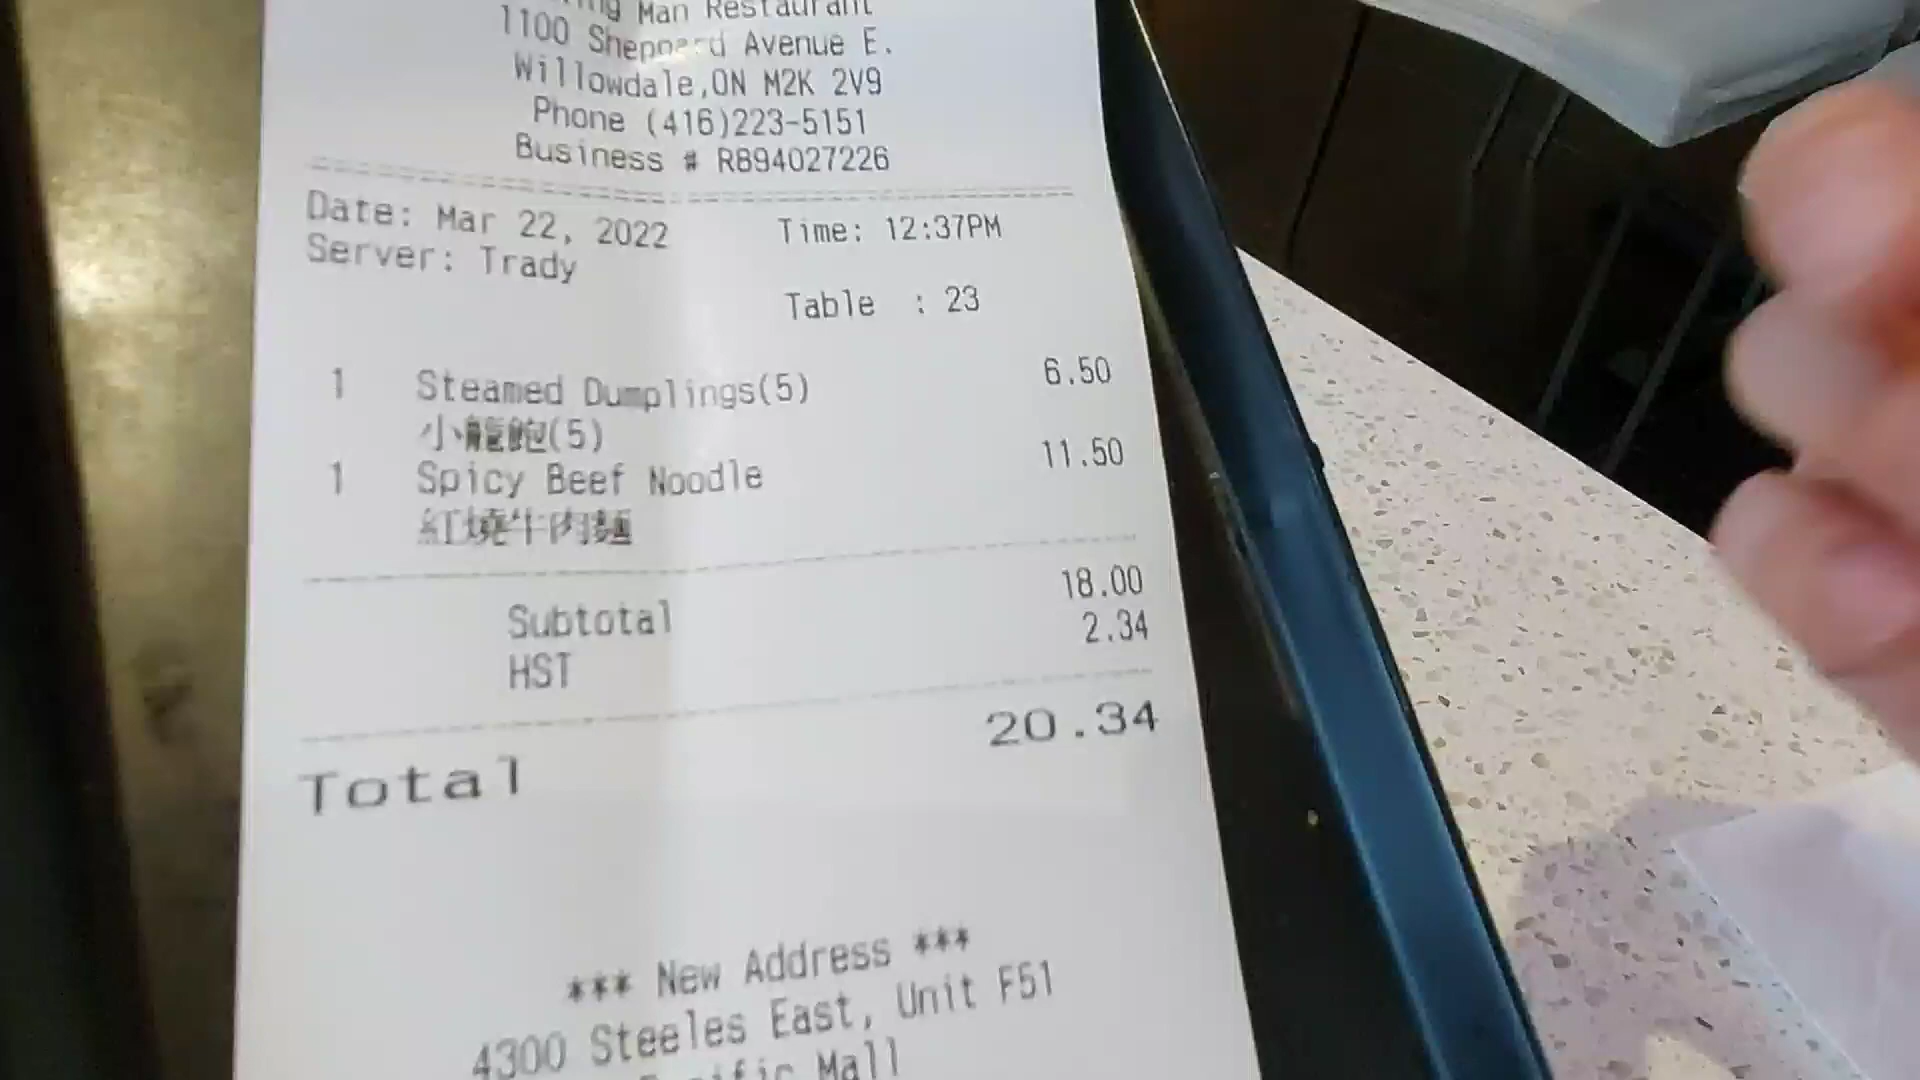 Man Restaurant
1100 Sheppard Avenue E.
Willowdale,ON M2K 2V9
Phone (416)223-5151
Business # R894027226
Date: Mar 22, 2022 Time: 12:37PM
Server: Trady
Table : 23
1 Steamed Dumplings(5) 6.50
小龍飽(5)
1 Spicy Beef Noodle 11.50
紅燒牛肉麵
Subtotal 18.00
HST 2.34
Total 20.34
*** New Address ***
4300 Steeles East, Unit F51
Mall